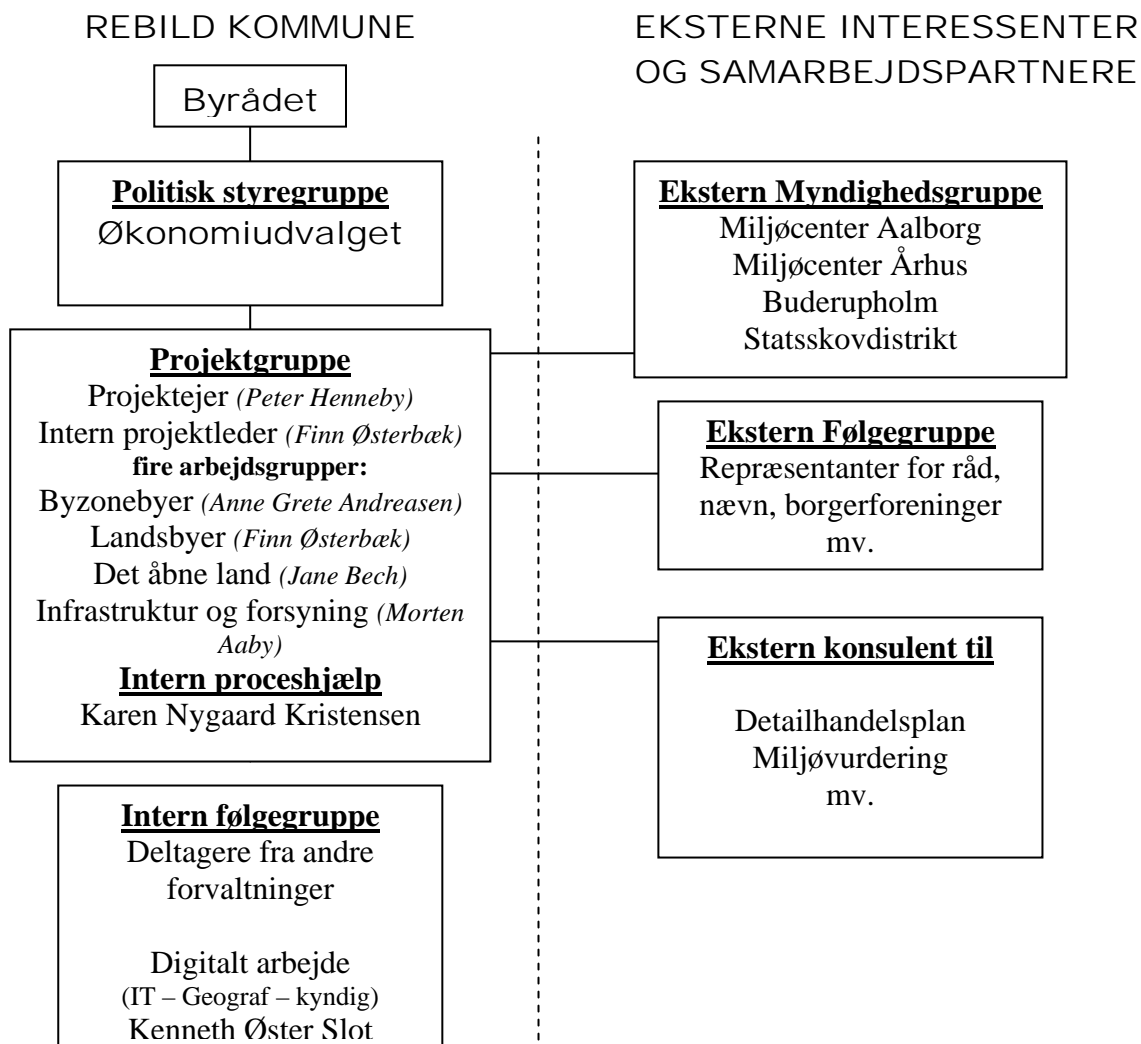 REBILD KOMMUNE
Byrådet
Politisk styregruppe
Økonomiudvalget
Projektgruppe
Projektejer (Peter Henneby)
Intern projektleder (Finn Østerbæk)
fire arbejdsgrupper:
Byzonebyer (Anne Grete Andreasen)
Landsbyer (Finn Østerbæk)
Det åbne land (Jane Bech)
Infrastruktur og forsyning (Morten
Aaby)
Intern proceshjælp
Karen Nygaard Kristensen
Intern følgegruppe
Deltagere fra andre
forvaltninger
Digitalt arbejde
(IT – Geograf – kyndig)
Kenneth Øster Slot
EKSTERNE INTERESSENTER
OG SAMARBEJDSPARTNERE
Ekstern Myndighedsgruppe
Miljøcenter Aalborg
Miljøcenter Århus
Buderupholm
Statsskovdistrikt
Ekstern Følgegruppe
Repræsentanter for råd,
nævn, borgerforeninger
mv.
Ekstern konsulent til
Detailhandelsplan
Miljøvurdering
mv.